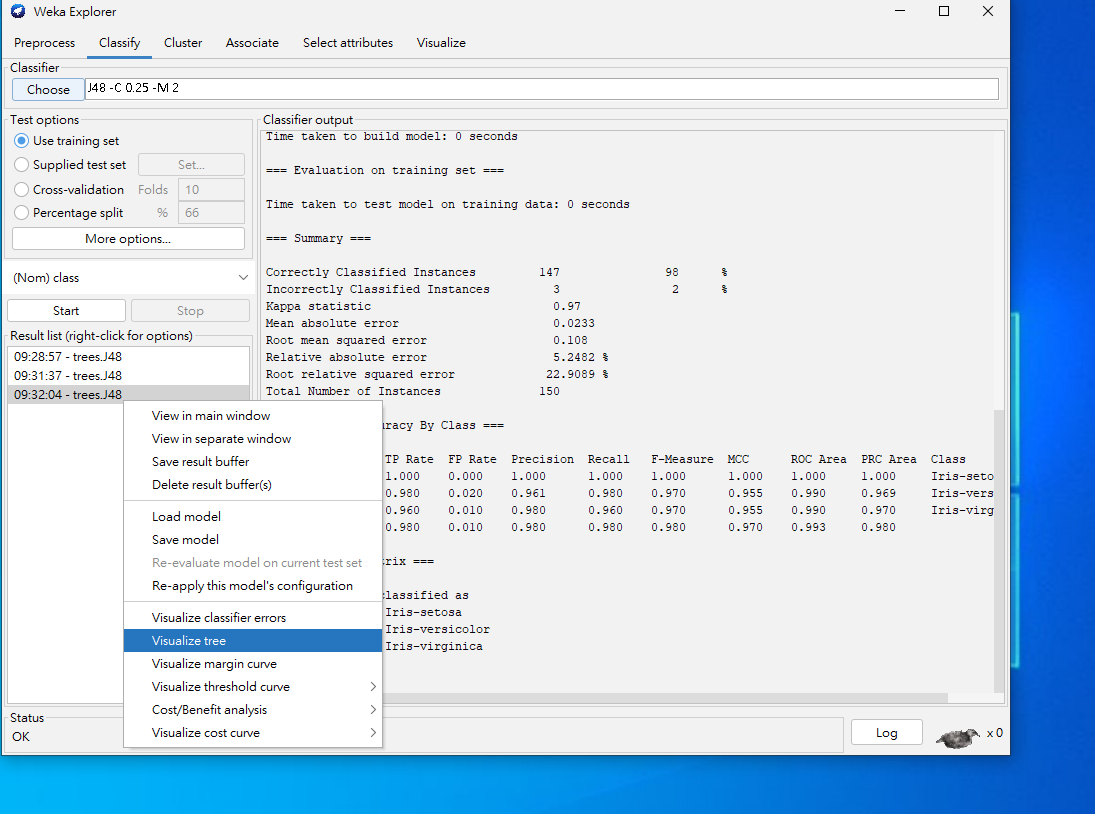 Weka Explorer
Preprocess Classify Cluster Associate Select attributes Visualize
Classifier
Choose J48 -C 0.25 -M 2
Test options
Use training set
Supplied test set Set...
Cross-validation Folds 10
Percentage split % 66
More options...
(Nom) class
Start Stop
Result list (right-click for options)
09:28:57 - trees.J48
09:31:37 - trees.J48
09:32:04 - trees.J48
View in main window
View in separate window
Save result buffer
Delete result buffer(s)
Load model
Save model
Re-evaluate model on current test set
Re-apply this model's configuration
Visualize classifier errors
Visualize tree
Visualize margin curve
Visualize threshold curve
Cost/Benefit analysis
Visualize cost curve
Classifier output
Time taken to build model: 0 seconds
=== Evaluation on training set ===
Time taken to test model on training data: 0 seconds
=== Summary ===
Correctly Classified Instances 147 98 %
Incorrectly Classified Instances 3 2 %
Kappa statistic 0.97
Mean absolute error 0.0233
Root mean squared error 0.108
Relative absolute error 5.2482 %
Root relative squared error 22.9089 %
Total Number of Instances 150
uracy By Class ===
TP Rate FP Rate Precision Recall F-Measure MCC ROC Area PRC Area Class
1.000 0.000 1.000 1.000 1.000 1.000 1.000 1.000 Iris-seto
0.980 0.020 0.961 0.980 0.970 0.955 0.990 0.969 Iris-vers
0.960 0.010 0.980 0.960 0.970 0.955 0.990 0.970 Iris-virg
0.980 0.010 0.980 0.980 0.980 0.970 0.993 0.980
rix ===
classified as
Iris-setosa
Iris-versicolor
Iris-virginica
Status
OK
Log x 0